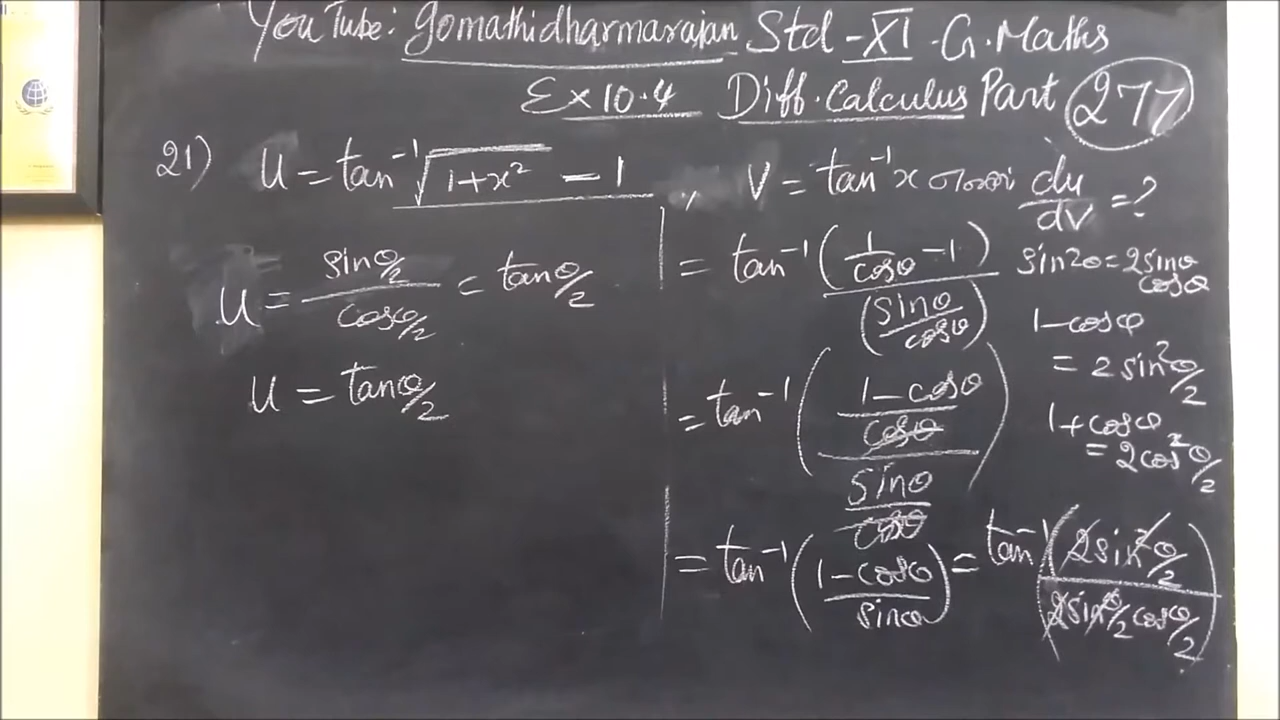 YouTube: gomathidharmarajan Std-XI.G.Maths
Ex 10.4 Diff.Calculus Part 277
21) u = tan⁻¹ √(1+x²) − 1 ,, v = tan⁻¹x du/dv = ?
u = (sinθ/2)/(cosθ/2) = tanθ/2
u = tanθ/2
= tan⁻¹ ((1/cosθ − 1)/(sinθ/cosθ))
= tan⁻¹ (((1−cosθ)/cosθ)/(sinθ/cosθ))
= tan⁻¹ ((1−cosθ)/sinθ) = tan⁻¹ ((2sin²θ/2)/(2sinθ/2 cosθ/2))
sin2θ = 2sinθ
cosθ
1−cosθ
= 2 sin²θ/2
1+cosθ
= 2cos²θ/2